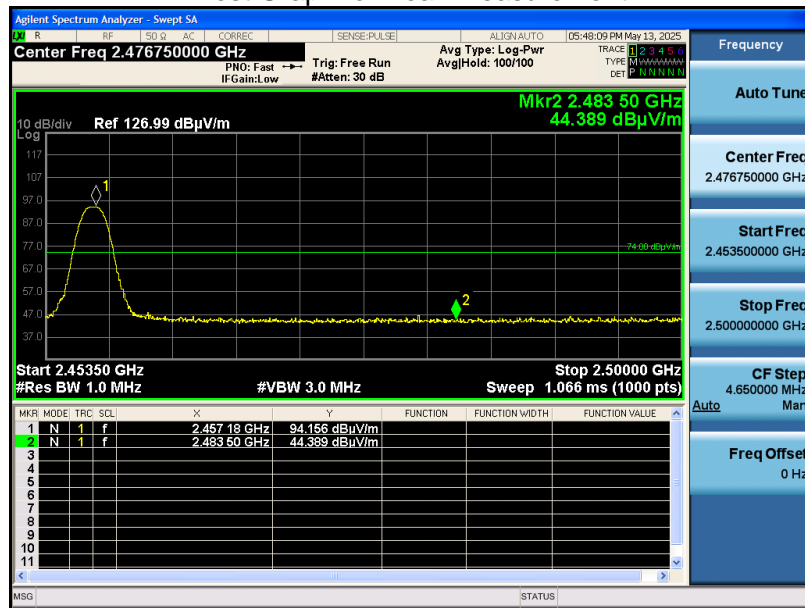 Agilent Spectrum Analyzer - Swept SA
LXI R RF 50 Ω AC CORREC SENSE:PULSE ALIGN AUTO 05:48:09 PM May 13, 2025
Center Freq 2.476750000 GHz
PNO: Fast
IFGain:Low
Trig: Free Run
#Atten: 30 dB
Avg Type: Log-Pwr
Avg|Hold: 100/100
TRACE 1 2 3 4 5 6
TYPE M W W W W W
DET P N N N N N
Mkr2 2.483 50 GHz
44.389 dBµV/m
10 dB/div Ref 126.99 dBµV/m
Log
117
107
97.0
87.0
77.0
67.0
57.0
47.0
37.0
1
74.00 dBµV/m
2
Start 2.45350 GHz Stop 2.50000 GHz
#Res BW 1.0 MHz #VBW 3.0 MHz Sweep 1.066 ms (1000 pts)
MKR MODE TRC SCL X Y FUNCTION FUNCTION WIDTH FUNCTION VALUE
1 N 1 f 2.457 18 GHz 94.156 dBµV/m
2 N 1 f 2.483 50 GHz 44.389 dBµV/m
3
4
5
6
7
8
9
10
11
MSG STATUS
Frequency
Auto Tune
Center Freq
2.476750000 GHz
Start Freq
2.453500000 GHz
Stop Freq
2.500000000 GHz
CF Step
4.650000 MHz
Auto Man
Freq Offset
0 Hz